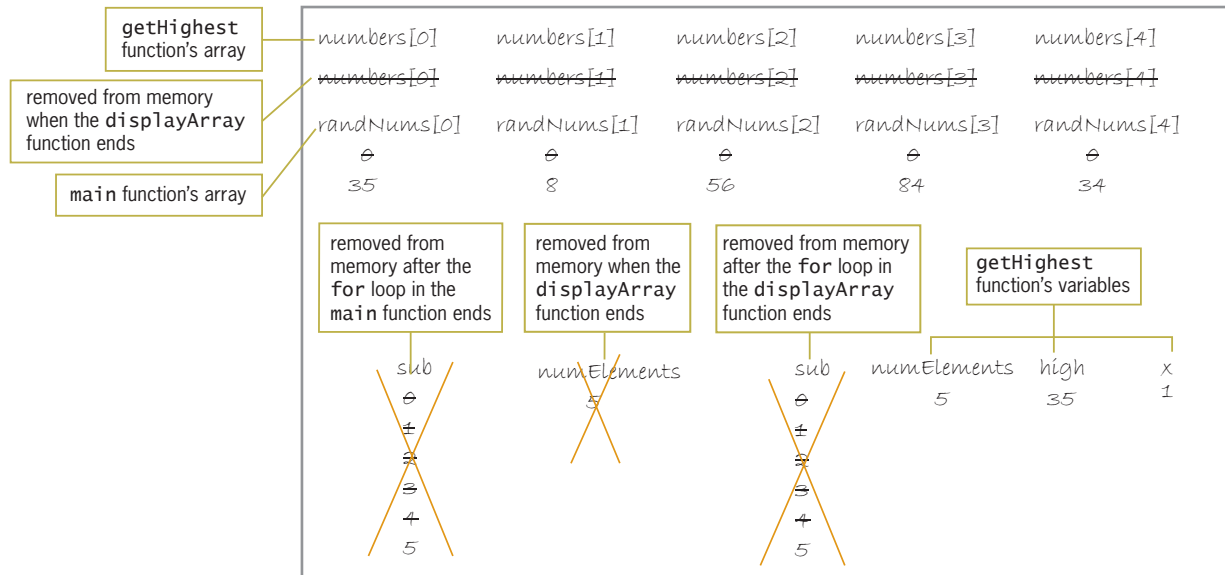 getHighest
function's array
numbers[0] numbers[1] numbers[2] numbers[3] numbers[4]
removed from memory
when the displayArray
function ends
numbers[0] numbers[1] numbers[2] numbers[3] numbers[4]
main function's array
randNums[0] randNums[1] randNums[2] randNums[3] randNums[4]
0 0 0 0 0
35 8 56 84 34
removed from
memory after the
for loop in the
main function ends
removed from
memory when the
displayArray
function ends
removed from memory
after the for loop in
the displayArray
function ends
getHighest
function's variables
sub
0
1
2
3
4
5
numElements
5
sub
0
1
2
3
4
5
numElements high x
5 35 1